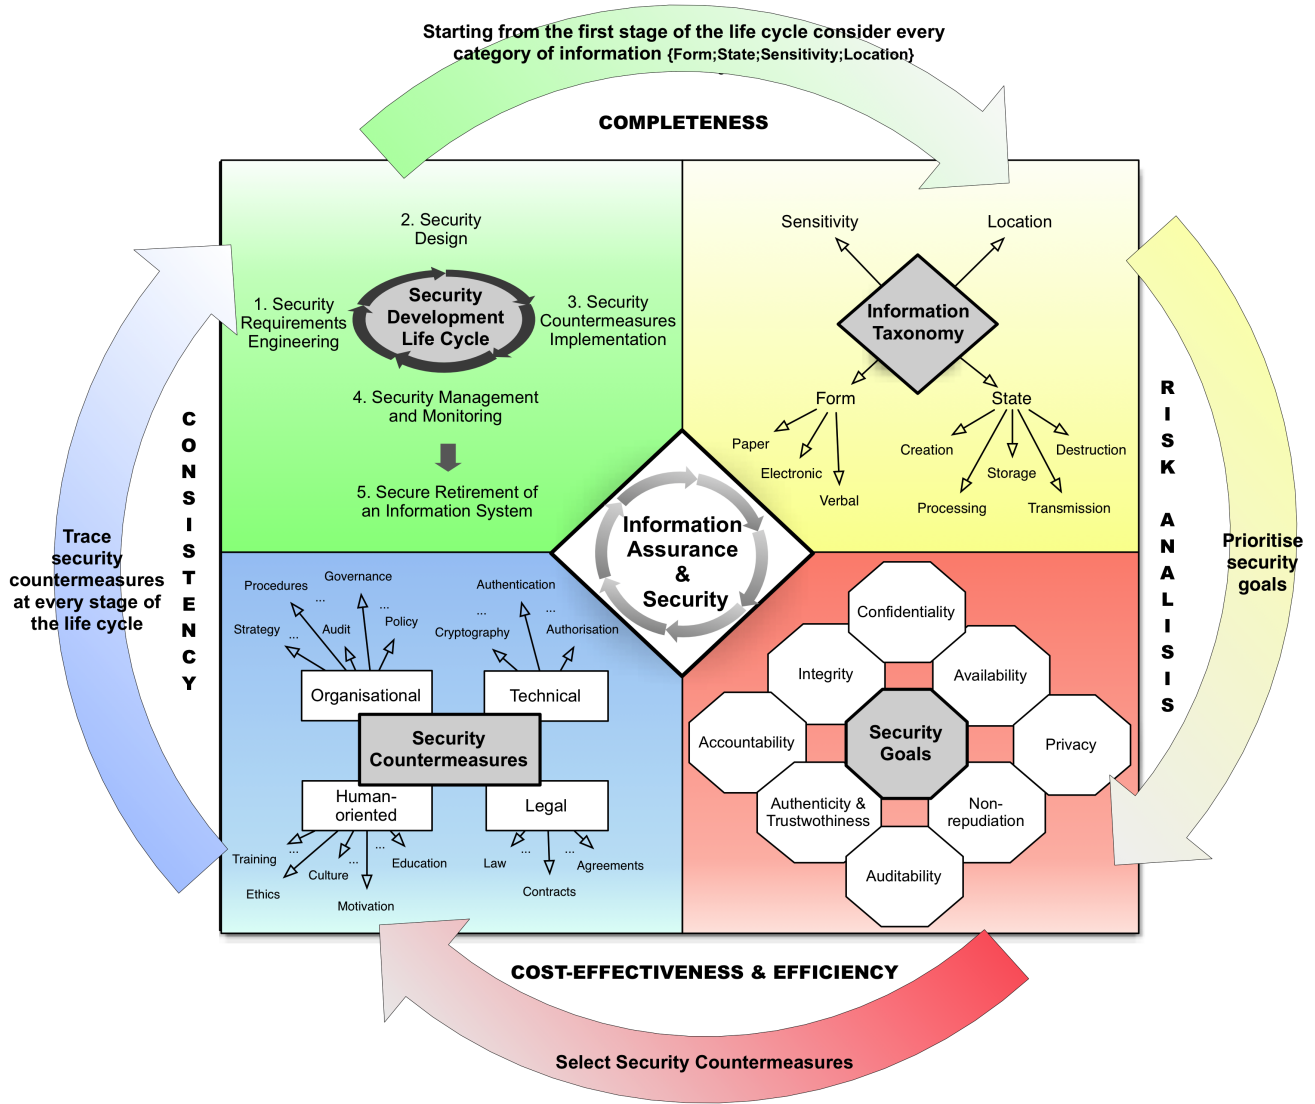 Starting from the first stage of the life cycle consider every
category of information {Form;State;Sensitivity;Location}
COMPLETENESS
2. Security
Design
1. Security
Requirements
Engineering
Security
Development
Life Cycle
3. Security
Countermeasures
Implementation
4. Security Management
and Monitoring
5. Secure Retirement of
an Information System
Sensitivity
Location
Information
Taxonomy
Form
State
Paper
Electronic
Verbal
Creation
Processing
Storage
Transmission
Destruction
RISK ANALISIS
Prioritise
security
goals
Information
Assurance
&
Security
CONSISTENCY
Trace
security
countermeasures
at every stage of
the life cycle
Procedures
Governance
...
Strategy
...
Audit
Policy
...
Organisational
Authentication
...
...
Cryptography
Authorisation
Technical
Security
Countermeasures
Human-
oriented
Legal
Training
...
Ethics
Culture
...
Motivation
...
Education
Law
...
Contracts
...
Agreements
Confidentiality
Integrity
Availability
Accountability
Security
Goals
Privacy
Authenticity &
Trustwothiness
Non-
repudiation
Auditability
COST-EFFECTIVENESS & EFFICIENCY
Select Security Countermeasures